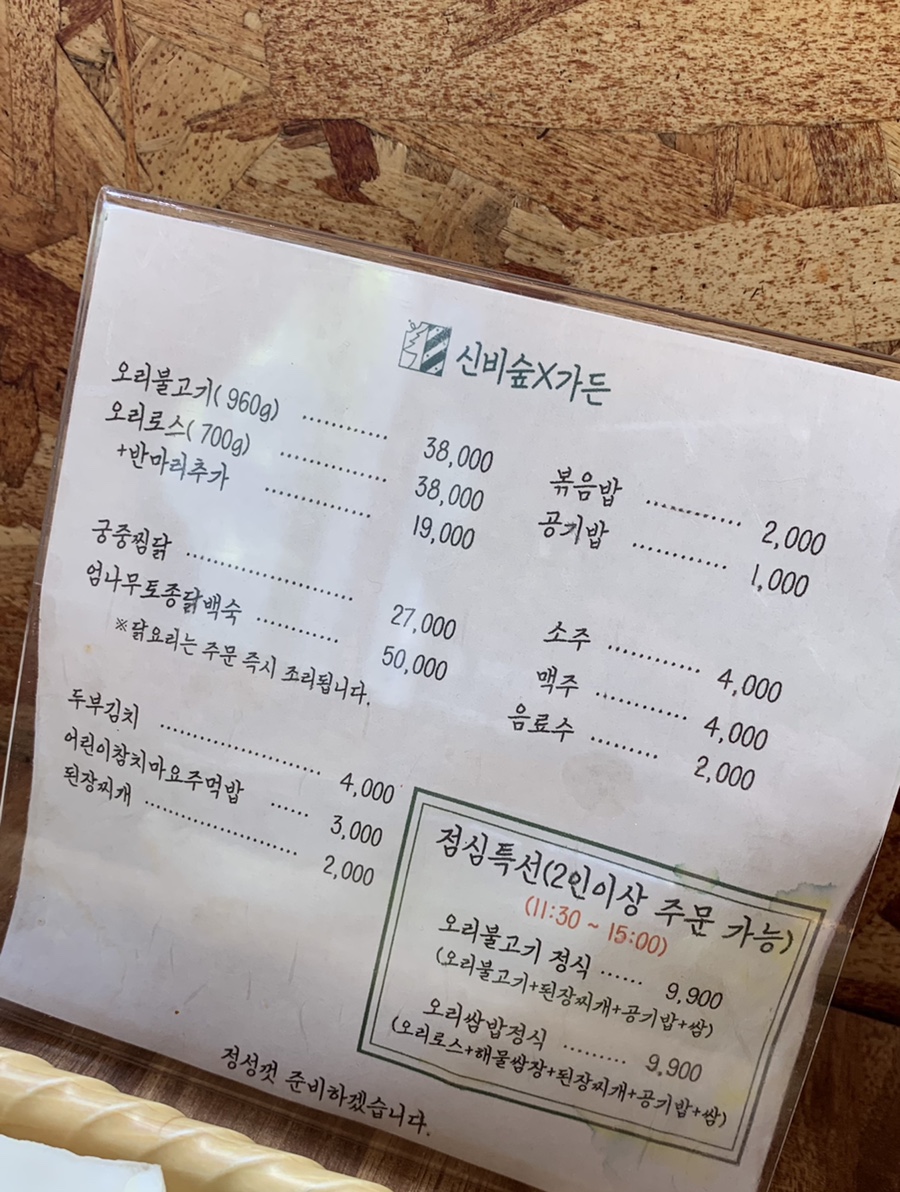 신비숲X가든
오리불고기(960g) ............ 38,000
오리로스(700g) ............... 38,000
+반마리추가 ............... 19,000
궁중찜닭 ........................ 27,000
엄나무토종닭백숙 ............ 50,000
※닭요리는 주문 즉시 조리됩니다.
두부김치 ........................ 4,000
어린이참치마요주먹밥 ...... 3,000
된장찌개 ...................... 2,000
볶음밥 ............... 2,000
공기밥 ............... 1,000
소주 ............... 4,000
맥주 ............... 4,000
음료수 ........... 2,000
점심특선(2인이상 주문 가능)
(11:30 ~ 15:00)
오리불고기 정식 ...... 9,900
(오리불고기+된장찌개+공기밥+쌈)
오리쌈밥정식 ......... 9,900
(오리로스+해물쌈장+된장찌개+공기밥+쌈)
정성껏 준비하겠습니다.